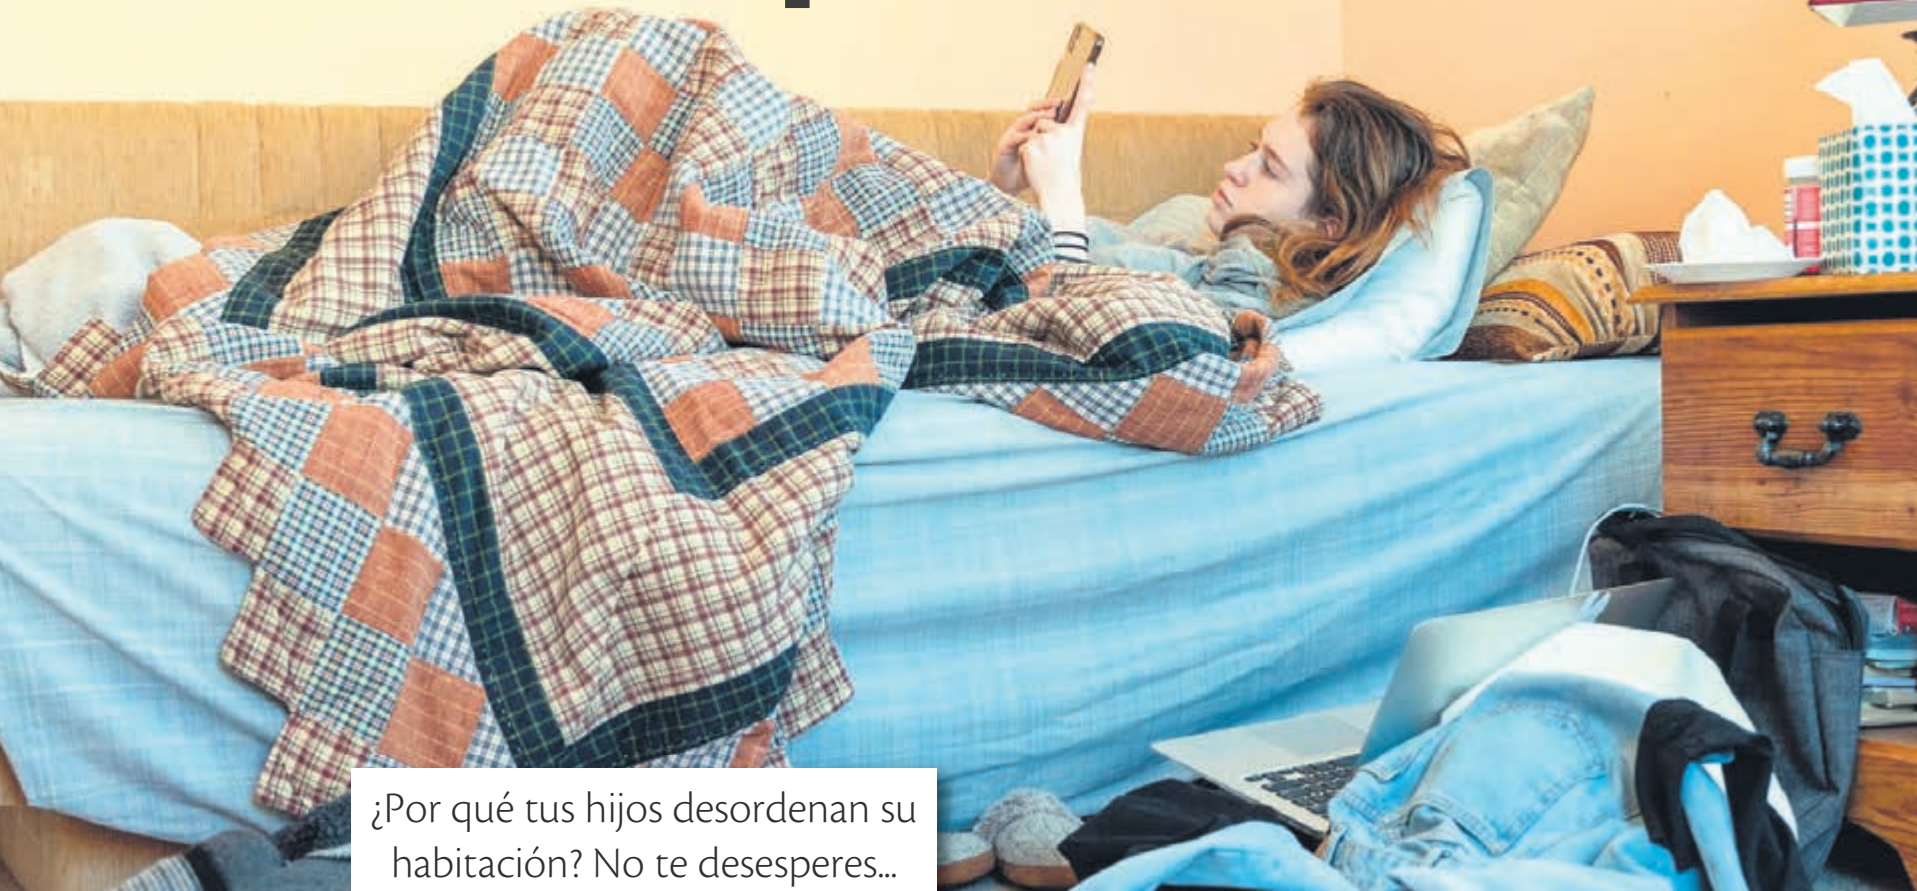 ¿Por qué tus hijos desordenan su
habitación? No te desesperes...